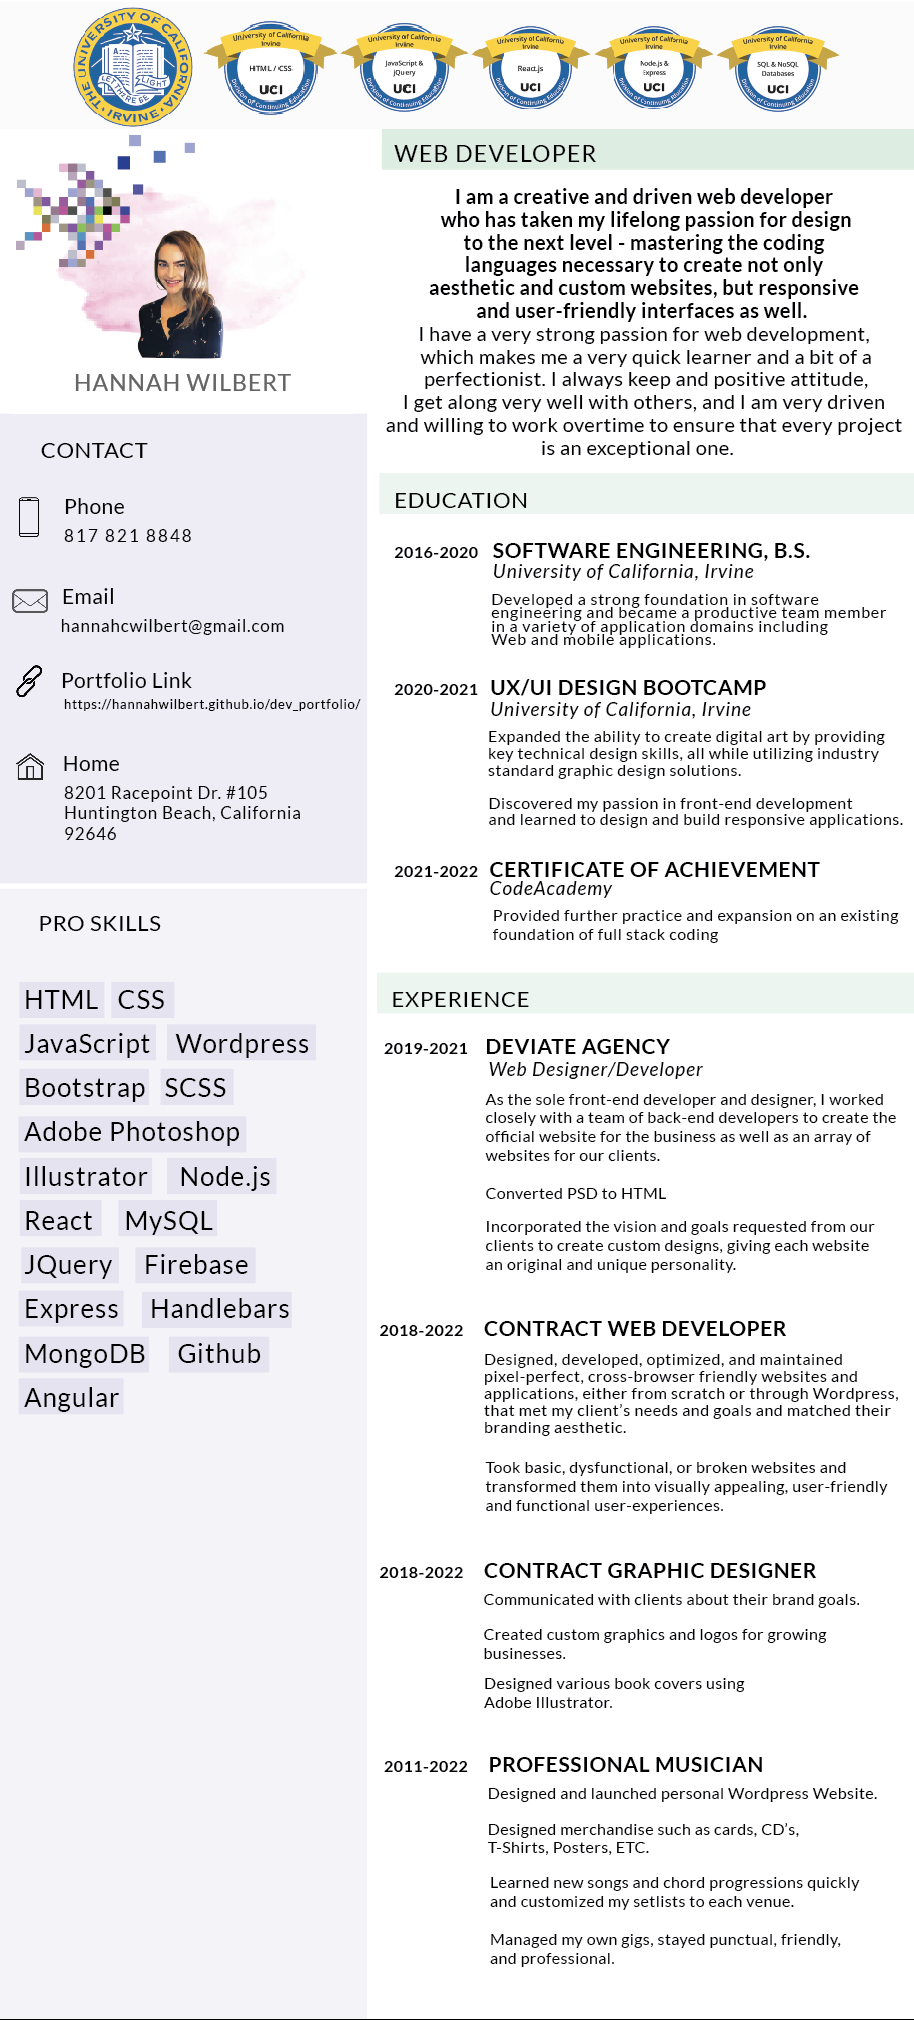 THE UNIVERSITY OF CALIFORNIA IRVINE
LET THERE BE LIGHT
University of California
Irvine
HTML / CSS
UCI
Division of Continuing Education
University of California
Irvine
JavaScript &
jQuery
UCI
Division of Continuing Education
University of California
Irvine
React.js
UCI
Division of Continuing Education
University of California
Irvine
Node.js &
Express
UCI
Division of Continuing Education
University of California
Irvine
SQL & NoSQL
Databases
UCI
Division of Continuing Education
HANNAH WILBERT
CONTACT
Phone
817 821 8848
Email
hannahcwilbert@gmail.com
Portfolio Link
https://hannahwilbert.github.io/dev_portfolio/
Home
8201 Racepoint Dr. #105
Huntington Beach, California
92646
PRO SKILLS
HTML CSS
JavaScript Wordpress
Bootstrap SCSS
Adobe Photoshop
Illustrator Node.js
React MySQL
JQuery Firebase
Express Handlebars
MongoDB Github
Angular
WEB DEVELOPER
I am a creative and driven web developer
who has taken my lifelong passion for design
to the next level - mastering the coding
languages necessary to create not only
aesthetic and custom websites, but responsive
and user-friendly interfaces as well.
I have a very strong passion for web development,
which makes me a very quick learner and a bit of a
perfectionist. I always keep and positive attitude,
I get along very well with others, and I am very driven
and willing to work overtime to ensure that every project
is an exceptional one.
EDUCATION
2016-2020 SOFTWARE ENGINEERING, B.S.
University of California, Irvine
Developed a strong foundation in software
engineering and became a productive team member
in a variety of application domains including
Web and mobile applications.
2020-2021 UX/UI DESIGN BOOTCAMP
University of California, Irvine
Expanded the ability to create digital art by providing
key technical design skills, all while utilizing industry
standard graphic design solutions.
Discovered my passion in front-end development
and learned to design and build responsive applications.
2021-2022 CERTIFICATE OF ACHIEVEMENT
CodeAcademy
Provided further practice and expansion on an existing
foundation of full stack coding
EXPERIENCE
2019-2021 DEVIATE AGENCY
Web Designer/Developer
As the sole front-end developer and designer, I worked
closely with a team of back-end developers to create the
official website for the business as well as an array of
websites for our clients.
Converted PSD to HTML
Incorporated the vision and goals requested from our
clients to create custom designs, giving each website
an original and unique personality.
2018-2022 CONTRACT WEB DEVELOPER
Designed, developed, optimized, and maintained
pixel-perfect, cross-browser friendly websites and
applications, either from scratch or through Wordpress,
that met my client’s needs and goals and matched their
branding aesthetic.
Took basic, dysfunctional, or broken websites and
transformed them into visually appealing, user-friendly
and functional user-experiences.
2018-2022 CONTRACT GRAPHIC DESIGNER
Communicated with clients about their brand goals.
Created custom graphics and logos for growing
businesses.
Designed various book covers using
Adobe Illustrator.
2011-2022 PROFESSIONAL MUSICIAN
Designed and launched personal Wordpress Website.
Designed merchandise such as cards, CD’s,
T-Shirts, Posters, ETC.
Learned new songs and chord progressions quickly
and customized my setlists to each venue.
Managed my own gigs, stayed punctual, friendly,
and professional.